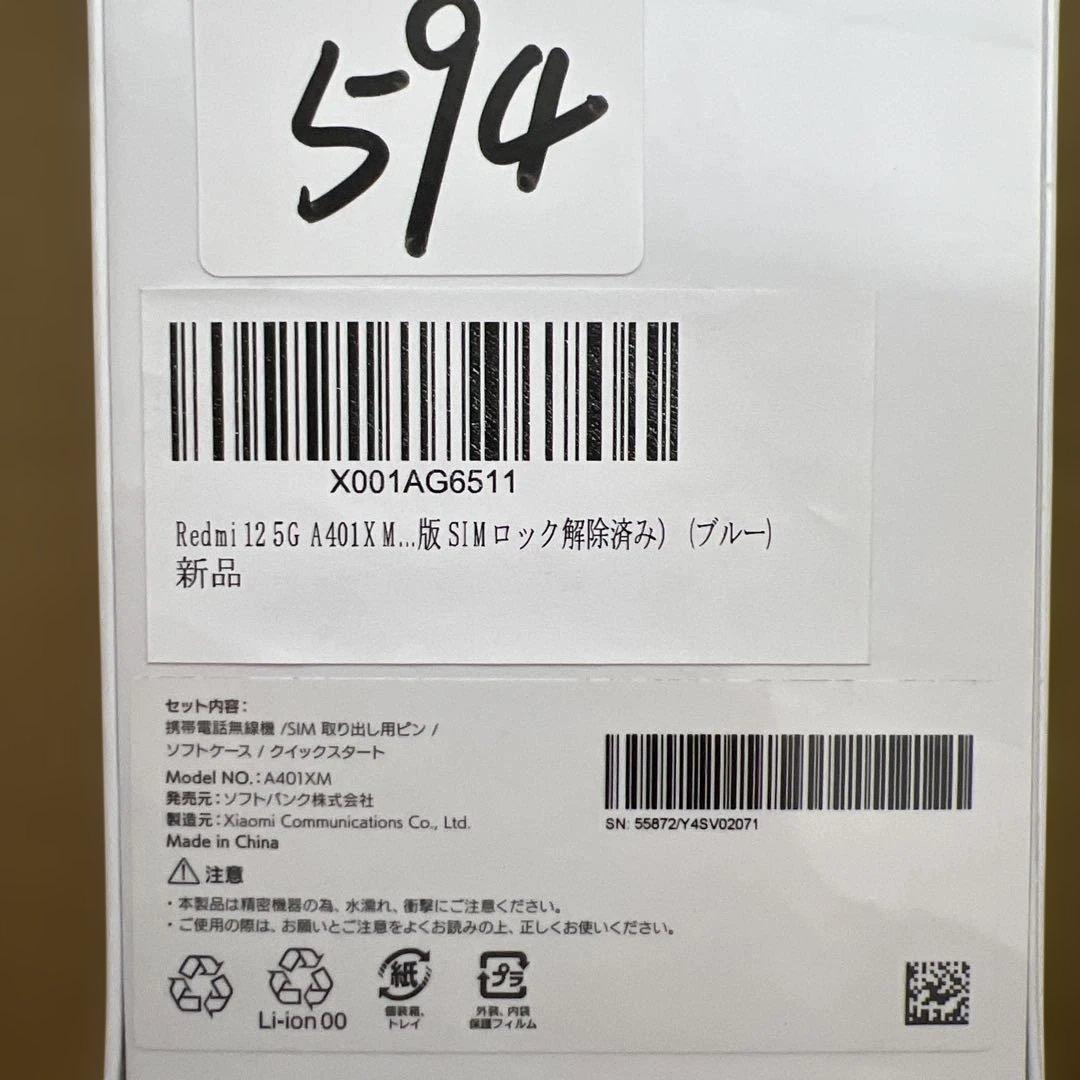 594
X001AG6511
Redmi 12 5G A401XM...版SIMロック解除済み) (ブルー)
新品
セット内容:
携帯電話無線機 /SIM 取り出し用ピン /
ソフトケース / クイックスタート
Model NO.:A401XM
発売元:ソフトバンク株式会社
製造元:Xiaomi Communications Co., Ltd.
Made in China
SN: 55872/Y4SV02071
注意
・本製品は精密機器の為、水濡れ、衝撃にご注意ください。
・ご使用の際は、お願いとご注意をよくお読みの上、正しくお使いください。
Li-ion 00
紙
個装箱、
トレイ
プラ
外装、内袋
保護フィルム